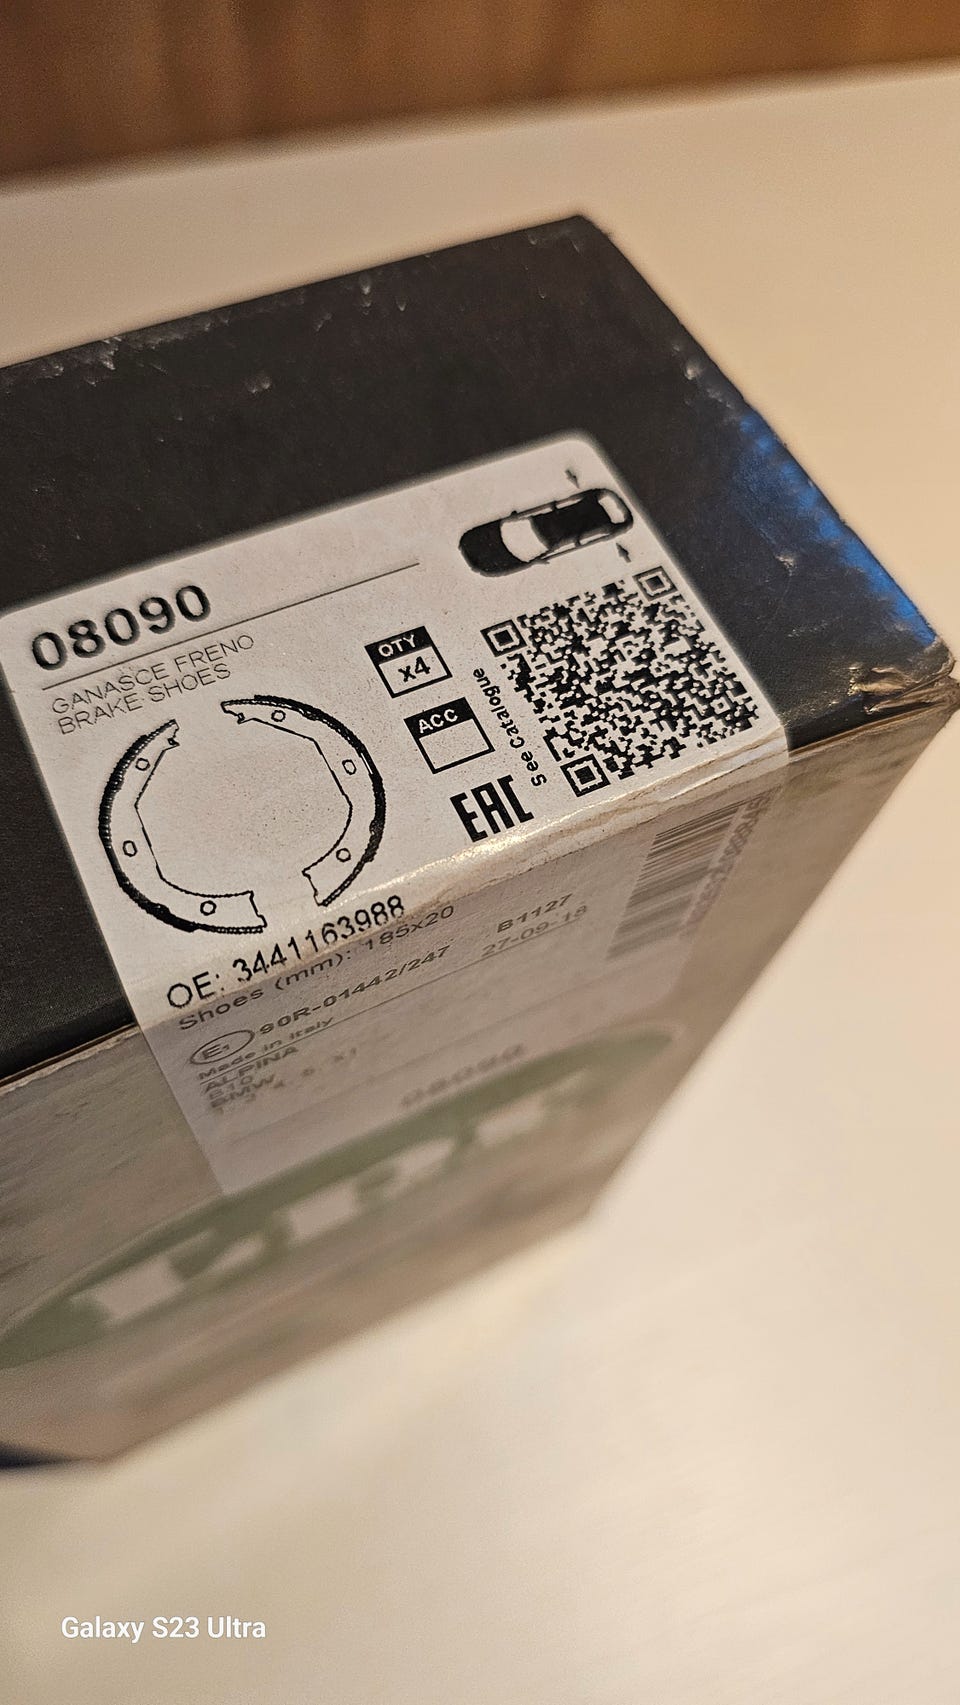 08090
GANASCE FRENO
BRAKE SHOES
QTY
x4
ACC
See Catalogue
EAC
OE: 3441163988
Shoes (mm): 185x20
B1127
E1 90R-01442/247
27-09-18
Made in Italy
ALPINA
BMW
Galaxy S23 Ultra